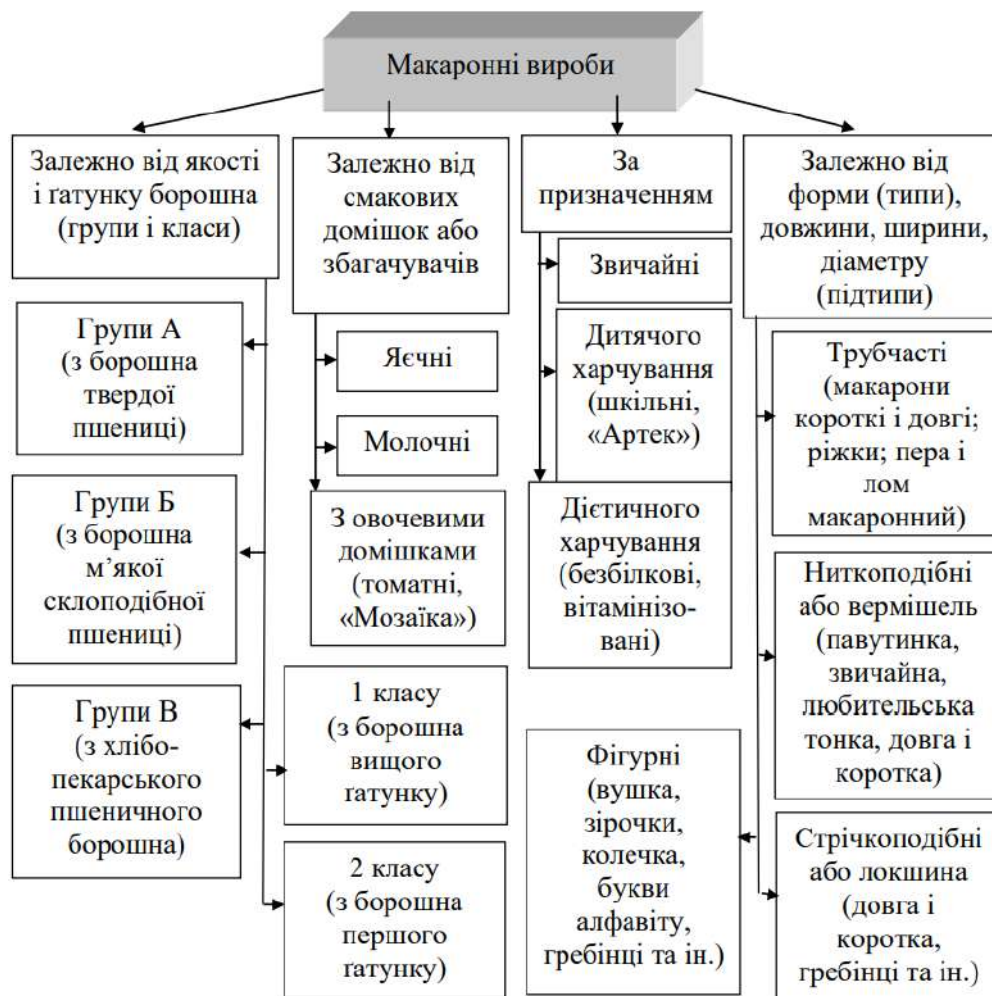 Макаронні вироби
Залежно від якості
і ґатунку борошна
(групи і класи)
Групи А
(з борошна
твердої
пшениці)
Групи Б
(з борошна
м’якої
склоподібної
пшениці)
Групи В
(з хлібо-
пекарського
пшеничного
борошна)
1 класу
(з борошна
вищого
ґатунку)
2 класу
(з борошна
першого
ґатунку)
Залежно від
смакових
домішок або
збагачувачів
Яєчні
Молочні
З овочевими
домішками
(томатні,
«Мозаїка»)
За
призначенням
Звичайні
Дитячого
харчування
(шкільні,
«Артек»)
Дієтичного
харчування
(безбілкові,
вітамінізо-
вані)
Залежно від
форми (типи),
довжини, ширини,
діаметру
(підтипи)
Трубчасті
(макарони
короткі і довгі;
ріжки; пера і
лом
макаронний)
Ниткоподібні
або вермішель
(павутинка,
звичайна,
любительська
тонка, довга і
коротка)
Фігурні
(вушка,
зірочки,
колечка,
букви
алфавіту,
гребінці та ін.)
Стрічкоподібні
або локшина
(довга і
коротка,
гребінці та ін.)